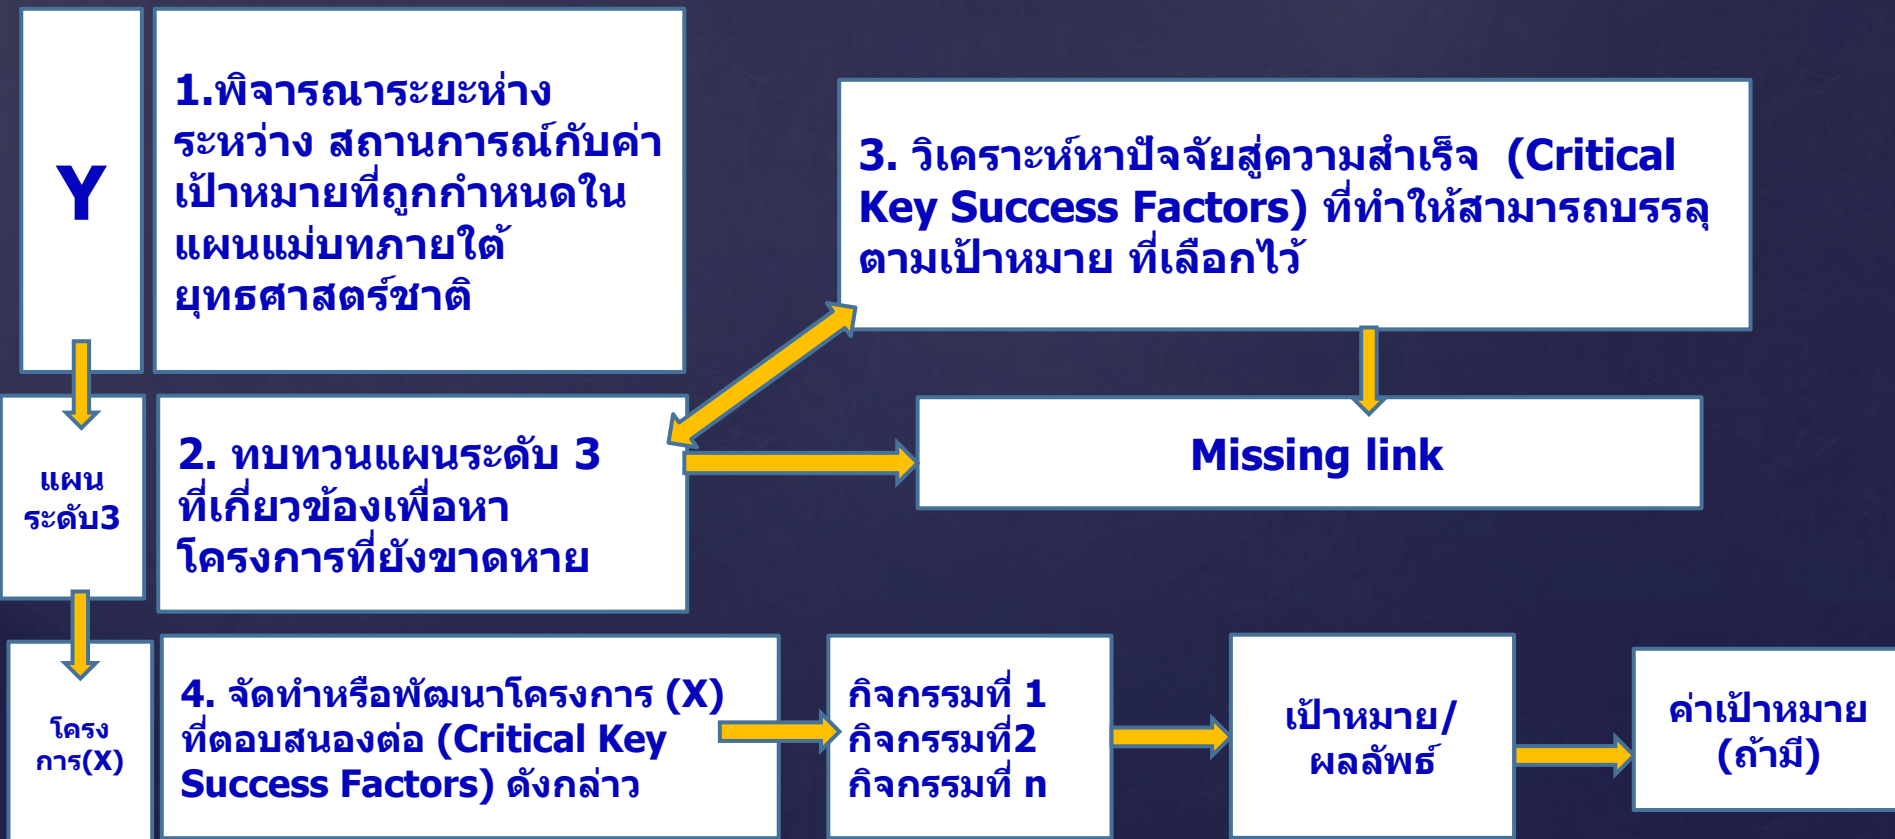 Y
1.พิจารณาระยะห่าง
ระหว่าง สถานการณ์กับค่า
เป้าหมายที่ถูกกำหนดใน
แผนแม่บทภายใต้
ยุทธศาสตร์ชาติ
3. วิเคราะห์หาปัจจัยสู่ความสำเร็จ (Critical
Key Success Factors) ที่ทำให้สามารถบรรลุ
ตามเป้าหมาย ที่เลือกไว้
แผน
ระดับ3
2. ทบทวนแผนระดับ 3
ที่เกี่ยวข้องเพื่อหา
โครงการที่ยังขาดหาย
Missing link
โครง
การ(X)
4. จัดทำหรือพัฒนาโครงการ (X)
ที่ตอบสนองต่อ (Critical Key
Success Factors) ดังกล่าว
กิจกรรมที่ 1
กิจกรรมที่2
กิจกรรมที่ n
เป้าหมาย/
ผลลัพธ์
ค่าเป้าหมาย
(ถ้ามี)